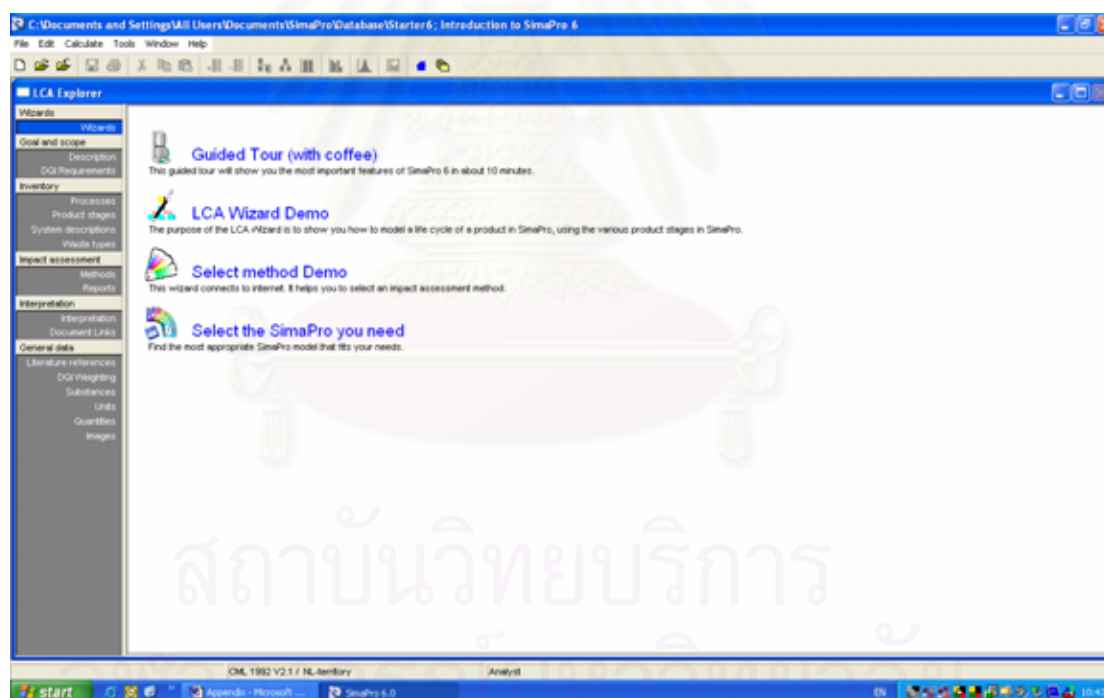 C:\Documents and Settings\All Users\Documents\SimaPro\Database\Starter6; Introduction to SimaPro 6
File Edit Calculate Tools Window Help
LCA Explorer
Wizards
Wizards
Goal and scope
Description
DQI Requirements
Inventory
Processes
Product stages
System descriptions
Waste types
Impact assessment
Methods
Reports
Interpretation
Interpretation
Document Links
General data
Literature references
DQI Weighting
Substances
Units
Quantities
Images
Guided Tour (with coffee)
This guided tour will show you the most important features of SimaPro 6 in about 10 minutes.
LCA Wizard Demo
The purpose of the LCA Wizard is to show you how to model a life cycle of a product in SimaPro, using the various product stages in SimaPro.
Select method Demo
This wizard connects to internet. It helps you to select an impact assessment method.
Select the SimaPro you need
Find the most appropriate SimaPro model that fits your needs.
สถาบันวิทยบริการ
CML 1992 V2.1 / NL-territory Analyst
start Appendix - Microsoft ... SimaPro 6.0 EN